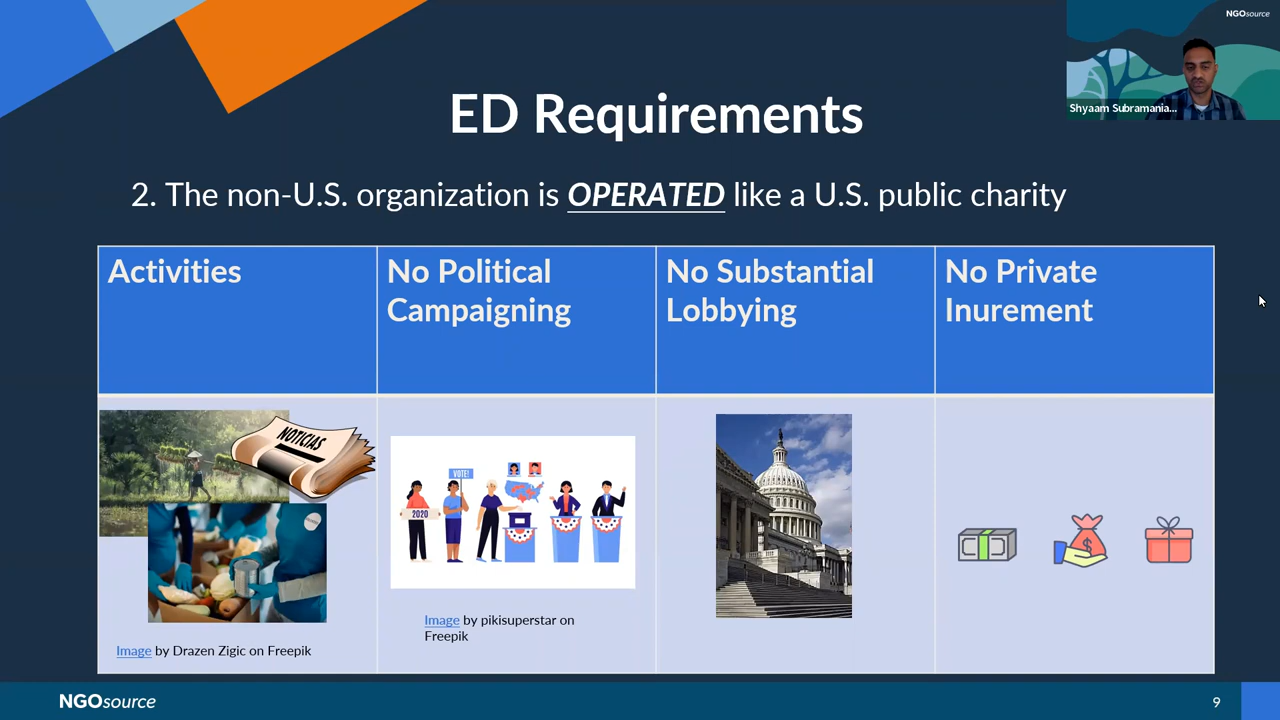 NGOsource
Shyaam Subramania...
ED Requirements
2. The non-U.S. organization is OPERATED like a U.S. public charity
Activities
No Political
Campaigning
No Substantial
Lobbying
No Private
Inurement
NOTICIAS
VOTE!
2020
Image by Drazen Zigic on Freepik
Image by pikisuperstar on
Freepik
$
NGOsource
9